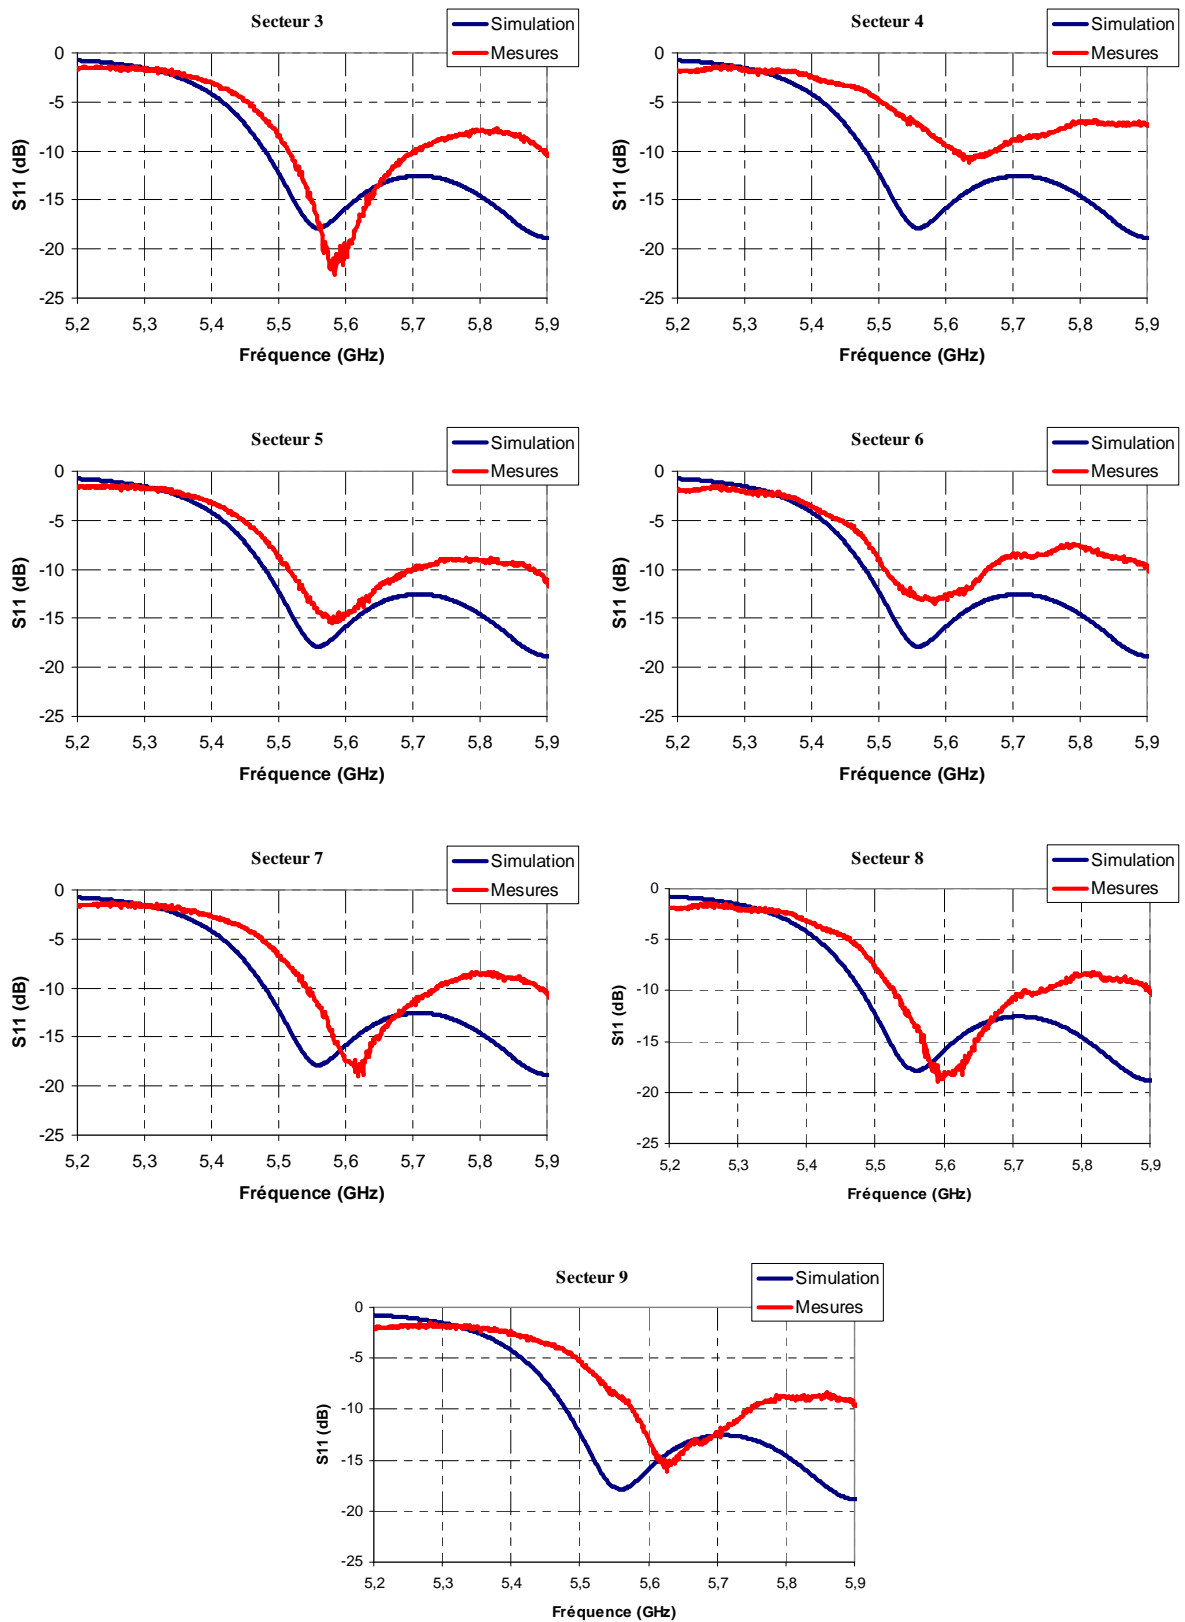 Secteur 3
Simulation
Mesures
0
-5
-10
-15
-20
-25
S11 (dB)
5,2 5,3 5,4 5,5 5,6 5,7 5,8 5,9
Fréquence (GHz)
Secteur 4
Simulation
Mesures
0
-5
-10
-15
-20
-25
S11 (dB)
5,2 5,3 5,4 5,5 5,6 5,7 5,8 5,9
Fréquence (GHz)
Secteur 5
Simulation
Mesures
0
-5
-10
-15
-20
-25
S11 (dB)
5,2 5,3 5,4 5,5 5,6 5,7 5,8 5,9
Fréquence (GHz)
Secteur 6
Simulation
Mesures
0
-5
-10
-15
-20
-25
S11 (dB)
5,2 5,3 5,4 5,5 5,6 5,7 5,8 5,9
Fréquence (GHz)
Secteur 7
Simulation
Mesures
0
-5
-10
-15
-20
-25
S11 (dB)
5,2 5,3 5,4 5,5 5,6 5,7 5,8 5,9
Fréquence (GHz)
Secteur 8
Simulation
Mesures
0
-5
-10
-15
-20
-25
S11 (dB)
5,2 5,3 5,4 5,5 5,6 5,7 5,8 5,9
Fréquence (GHz)
Secteur 9
Simulation
Mesures
0
-5
-10
-15
-20
-25
S11 (dB)
5,2 5,3 5,4 5,5 5,6 5,7 5,8 5,9
Fréquence (GHz)